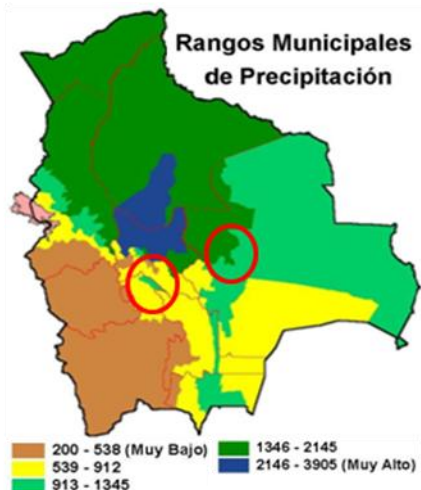 Rangos Municipales
de Precipitación
200 - 538 (Muy Bajo)
539 - 912
913 - 1345
1346 - 2145
2146 - 3905 (Muy Alto)